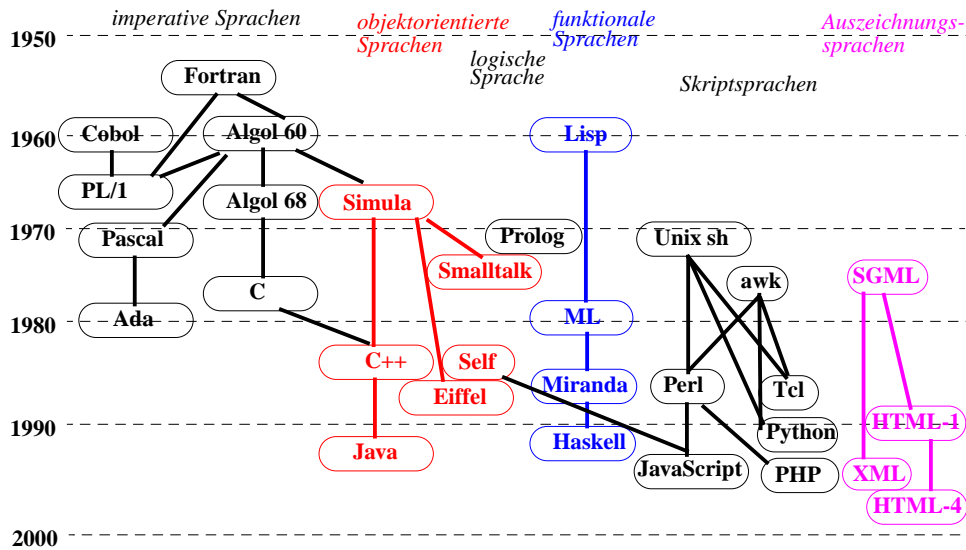 imperative Sprachen
objektorientierte
Sprachen
logische
Sprache
funktionale
Sprachen
Skriptsprachen
Auszeichnungs-
sprachen
1950
Fortran
1960
Cobol
Algol 60
Lisp
PL/1
Algol 68
Simula
1970
Pascal
Prolog
Unix sh
Smalltalk
awk
SGML
C
1980
Ada
ML
C++
Self
Eiffel
Miranda
Perl
Tcl
1990
HTML-1
Python
Java
Haskell
JavaScript
PHP
XML
HTML-4
2000